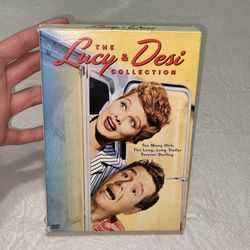 THE
Lucy & Desi
COLLECTION
Too Many Girls
The Long, Long Trailer
Forever Darling
DVD